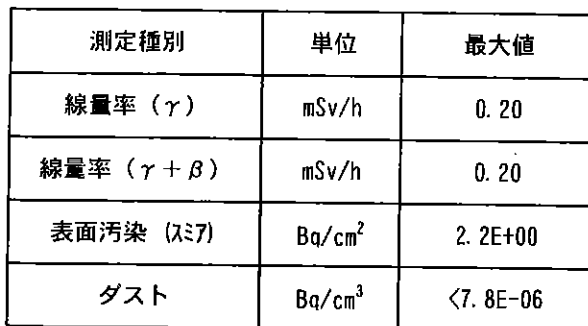 測定種別 単位 最大値
線量率（γ） mSv/h 0.20
線量率（γ＋β） mSv/h 0.20
表面汚染（スミア） Bq/cm² 2.2E+00
ダスト Bq/cm³ <7.8E-06